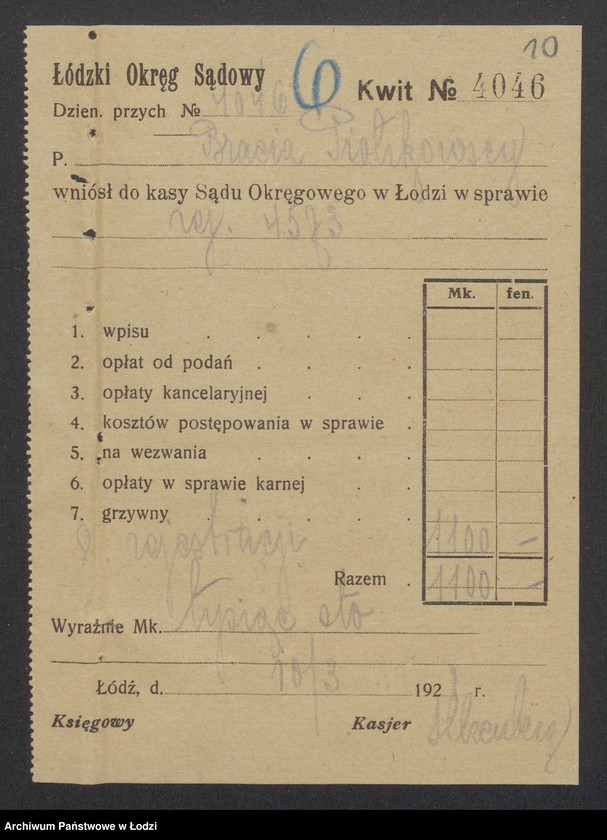 10
Łódzki Okręg Sądowy 6 Kwit № 4046
Dzien. przych № 4046
P. Bracia Piotrkowscy
wniósł do kasy Sądu Okręgowego w Łodzi w sprawie
rej. 4573
Mk. fen.
1. wpisu . . . . .
2. opłat od podań . . . .
3. opłaty kancelaryjnej . . .
4. kosztów postępowania w sprawie .
5. na wezwania . . . .
6. opłaty w sprawie karnej . .
7. grzywny . . . . .
rejestracji 1100 -
Razem . 1100 -
Wyraźnie Mk. tysiąc sto
Łódź, d. 10/3 192 r.
Księgowy Kasjer
Archiwum Państwowe w Łodzi